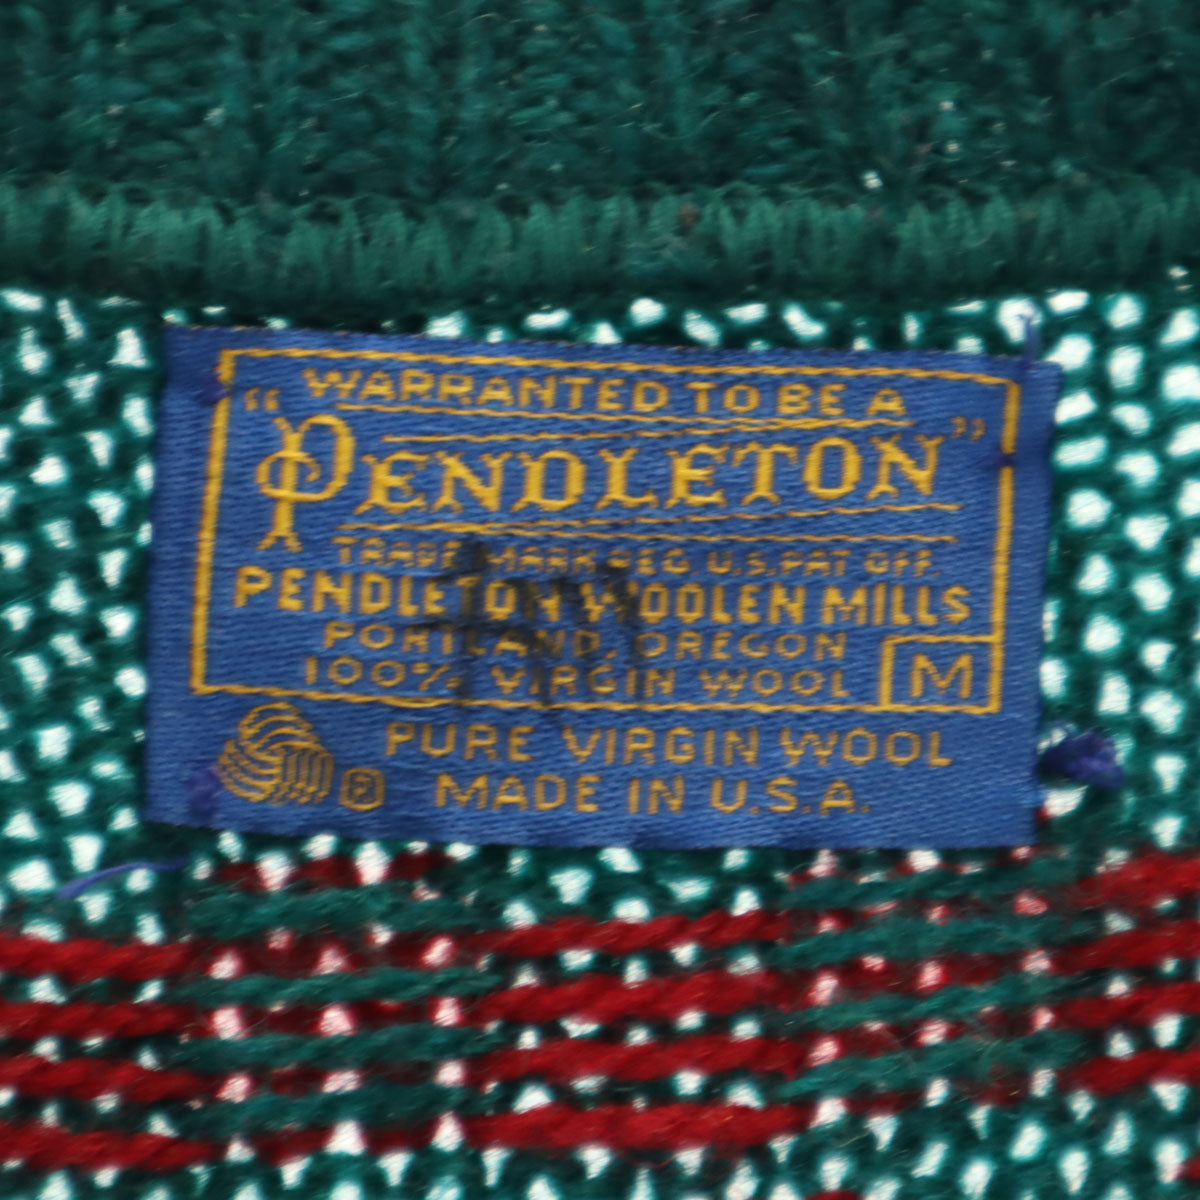 WARRANTED TO BE A
"PENDLETON"
TRADE MARK REG. U.S. PAT OFF.
PENDLETON WOOLEN MILLS
PORTLAND, OREGON
100% VIRGIN WOOL M
PURE VIRGIN WOOL
® MADE IN U.S.A.